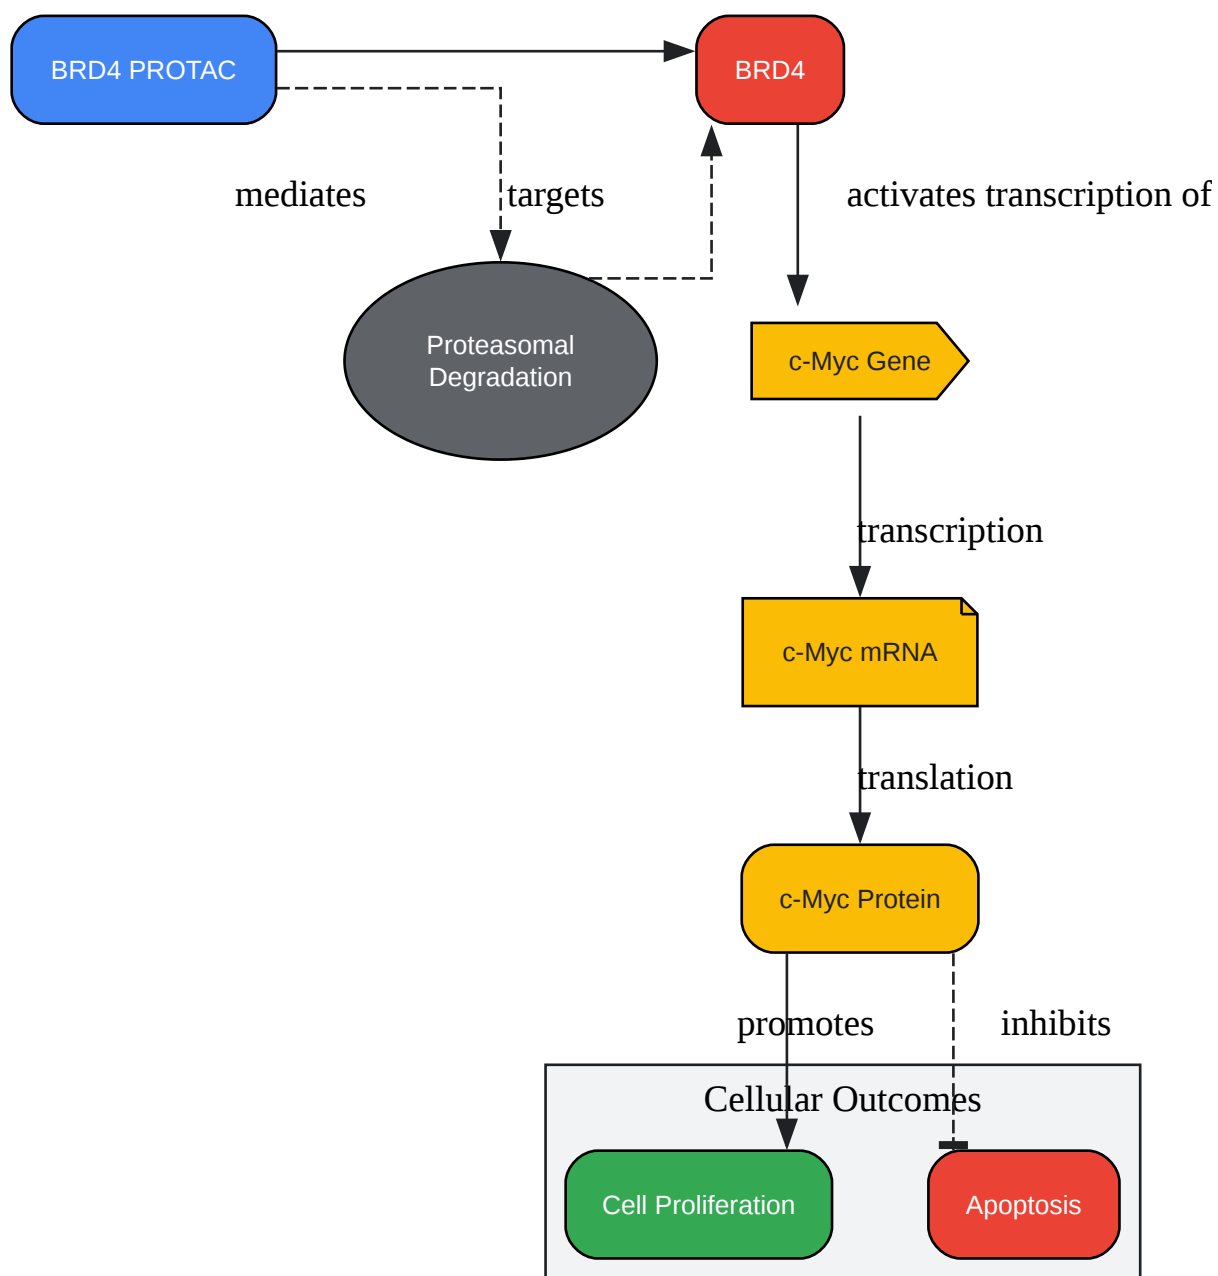 BRD4 PROTAC
BRD4
mediates
targets
activates transcription of
Proteasomal
Degradation
c-Myc Gene
transcription
c-Myc mRNA
translation
c-Myc Protein
promotes
inhibits
Cellular Outcomes
Cell Proliferation
Apoptosis